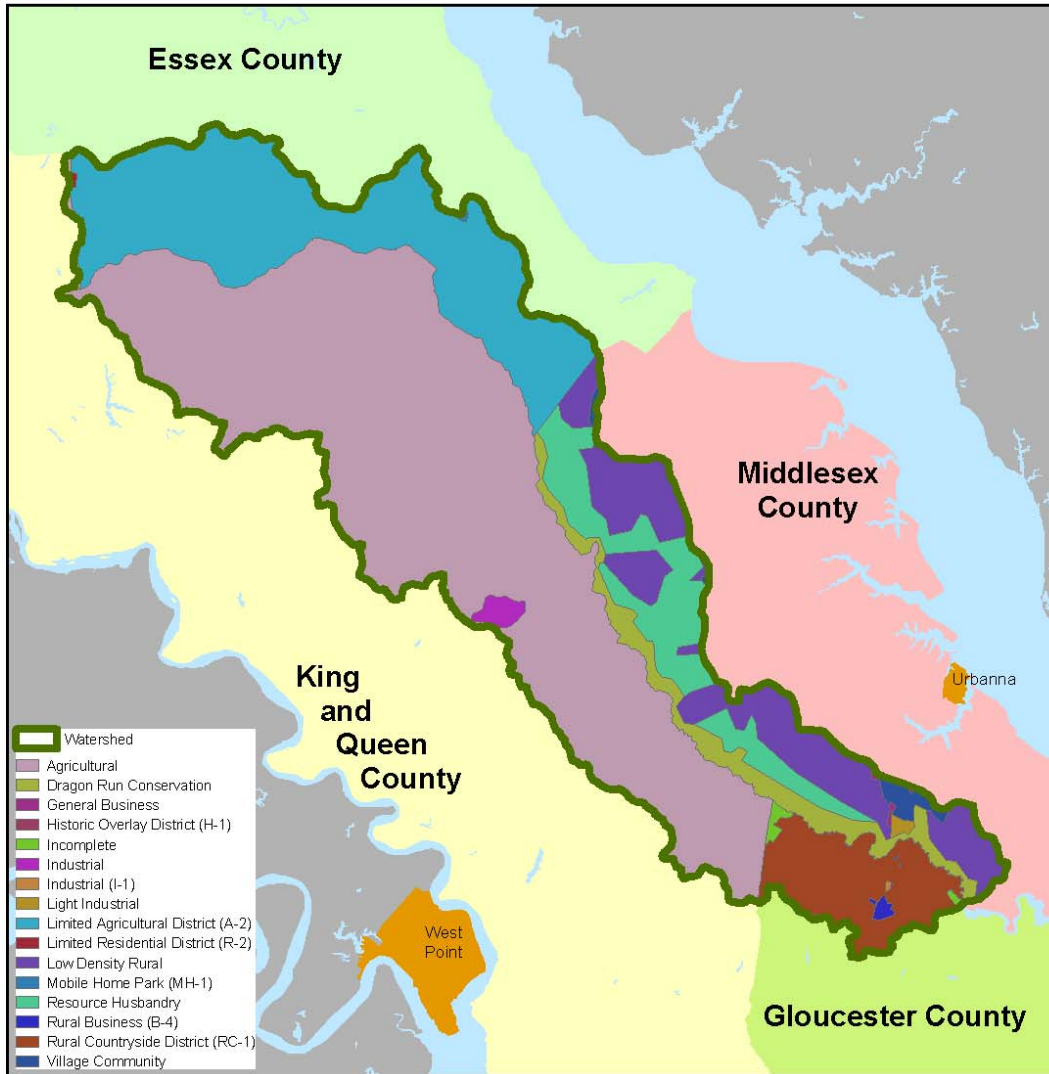 Essex County
Middlesex
County
Urbanna
King
and
Queen
County
West
Point
Gloucester County
Watershed
Agricultural
Dragon Run Conservation
General Business
Historic Overlay District (H-1)
Incomplete
Industrial
Industrial (I-1)
Light Industrial
Limited Agricultural District (A-2)
Limited Residential District (R-2)
Low Density Rural
Mobile Home Park (MH-1)
Resource Husbandry
Rural Business (B-4)
Rural Countryside District (RC-1)
Village Community